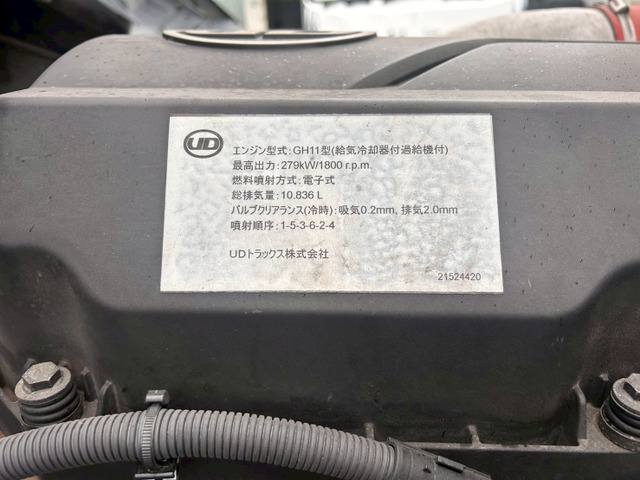 UD
エンジン型式:GH11型(給気冷却器付過給機付)
最高出力:279kW/1800 r.p.m.
燃料噴射方式:電子式
総排気量:10.836 L
バルブクリアランス(冷時):吸気0.2mm, 排気2.0mm
噴射順序:1-5-3-6-2-4
UDトラックス株式会社
21524420